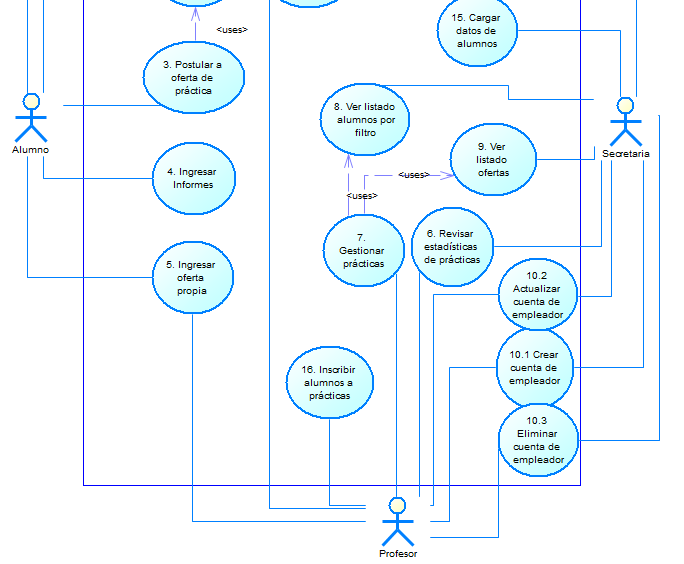 15. Cargar
datos de
alumnos
<uses>
3. Postular a
oferta de
práctica
8. Ver listado
alumnos por
filtro
Alumno
Secretaria
9. Ver
listado
ofertas
4. Ingresar
Informes
<uses>
<uses>
7.
Gestionar
prácticas
6. Revisar
estadísticas
de prácticas
5. Ingresar
oferta
propia
10.2
Actualizar
cuenta de
empleador
10.1 Crear
cuenta de
empleador
16. Inscribir
alumnos a
prácticas
10.3
Eliminar
cuenta de
empleador
Profesor